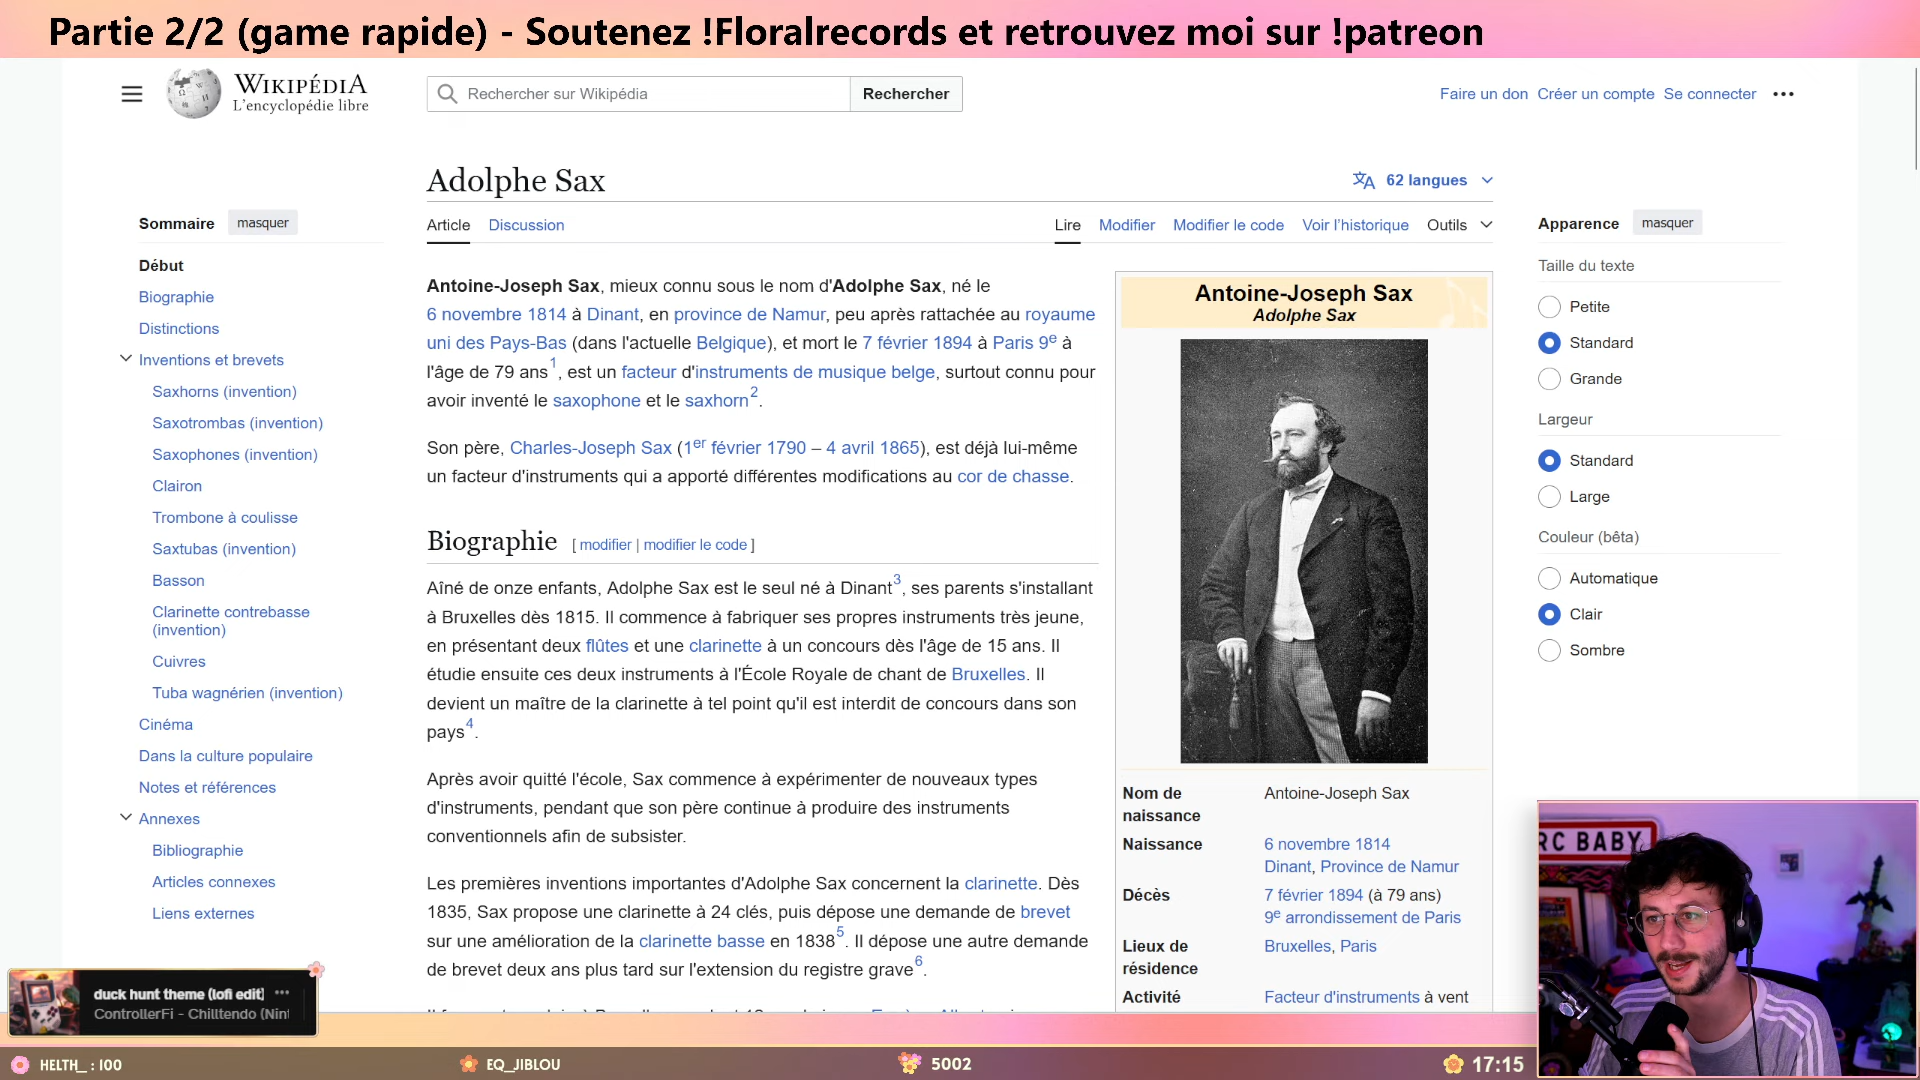 Partie 2/2 (game rapide) - Soutenez !Floralrecords et retrouvez moi sur !patreon
WIKIPÉDIA
L'encyclopédie libre
Rechercher sur Wikipédia
Rechercher
Faire un don
Créer un compte
Se connecter
Adolphe Sax
62 langues
Article
Discussion
Lire
Modifier
Modifier le code
Voir l'historique
Outils
Sommaire
masquer
Début
Biographie
Distinctions
Inventions et brevets
Saxhorns (invention)
Saxotrombas (invention)
Saxophones (invention)
Clairon
Trombone à coulisse
Saxtubas (invention)
Basson
Clarinette contrebasse
(invention)
Cuivres
Tuba wagnérien (invention)
Cinéma
Dans la culture populaire
Notes et références
Annexes
Bibliographie
Articles connexes
Liens externes
Antoine-Joseph Sax, mieux connu sous le nom d'Adolphe Sax, né le
6 novembre 1814 à Dinant, en province de Namur, peu après rattachée au royaume
uni des Pays-Bas (dans l'actuelle Belgique), et mort le 7 février 1894 à Paris 9e à
l'âge de 79 ans1, est un facteur d'instruments de musique belge, surtout connu pour
avoir inventé le saxophone et le saxhorn2.
Son père, Charles-Joseph Sax (1er février 1790 – 4 avril 1865), est déjà lui-même
un facteur d'instruments qui a apporté différentes modifications au cor de chasse.
Biographie [ modifier | modifier le code ]
Aîné de onze enfants, Adolphe Sax est le seul né à Dinant3, ses parents s'installant
à Bruxelles dès 1815. Il commence à fabriquer ses propres instruments très jeune,
en présentant deux flûtes et une clarinette à un concours dès l'âge de 15 ans. Il
étudie ensuite ces deux instruments à l'École Royale de chant de Bruxelles. Il
devient un maître de la clarinette à tel point qu'il est interdit de concours dans son
pays4.
Après avoir quitté l'école, Sax commence à expérimenter de nouveaux types
d'instruments, pendant que son père continue à produire des instruments
conventionnels afin de subsister.
Les premières inventions importantes d'Adolphe Sax concernent la clarinette. Dès
1835, Sax propose une clarinette à 24 clés, puis dépose une demande de brevet
sur une amélioration de la clarinette basse en 18385. Il dépose une autre demande
de brevet deux ans plus tard sur l'extension du registre grave6.
Antoine-Joseph Sax
Adolphe Sax
Nom de naissance
Antoine-Joseph Sax
Naissance
6 novembre 1814
Dinant, Province de Namur
Décès
7 février 1894 (à 79 ans)
9e arrondissement de Paris
Lieux de résidence
Bruxelles, Paris
Activité
Facteur d'instruments à vent
Apparence
masquer
Taille du texte
Petite
Standard
Grande
Largeur
Standard
Large
Couleur (bêta)
Automatique
Clair
Sombre
RC BABY
duck hunt theme (lofi edit)
ControllerFi - Chilltendo (Nin
HELTH_ : 100
EQ_JIBLOU
5002
17:15